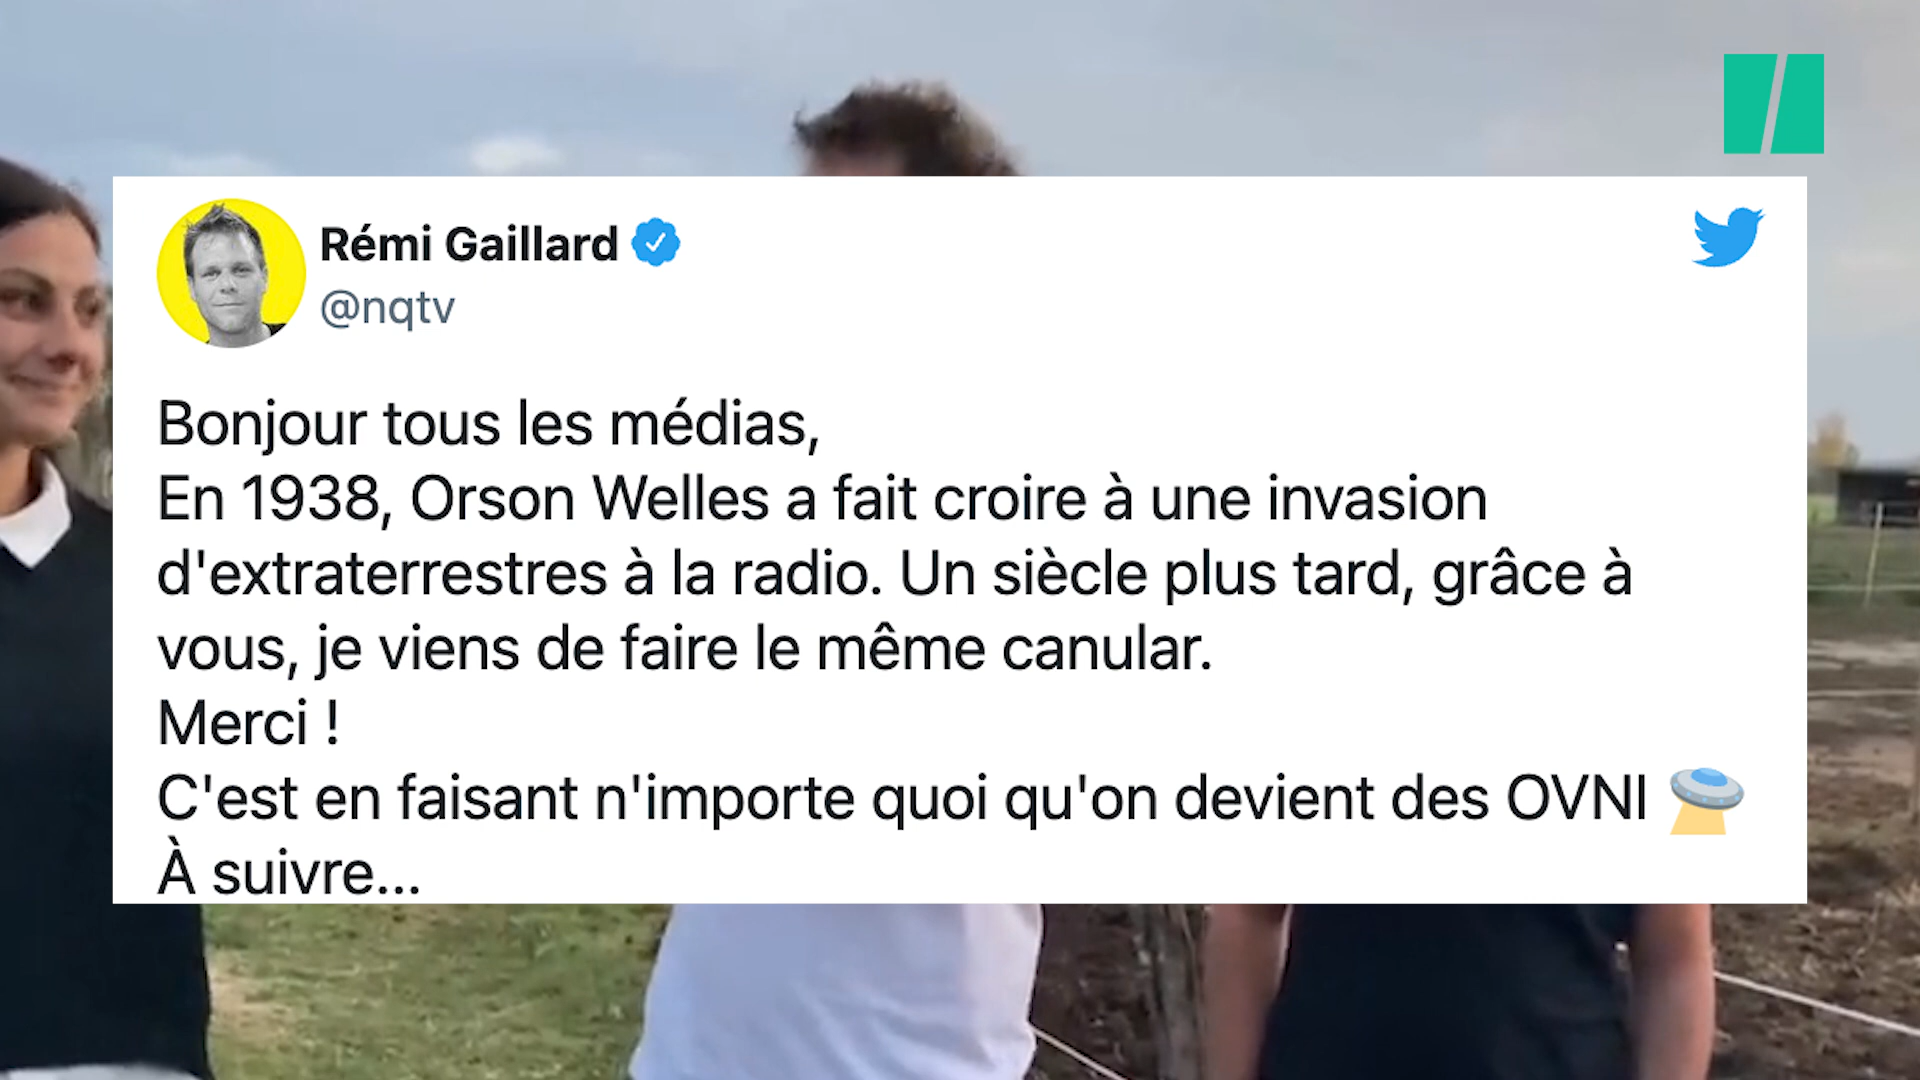 Rémi Gaillard
@nqtv
Bonjour tous les médias,
En 1938, Orson Welles a fait croire à une invasion
d'extraterrestres à la radio. Un siècle plus tard, grâce à
vous, je viens de faire le même canular.
Merci !
C'est en faisant n'importe quoi qu'on devient des OVNI 🛸
À suivre...